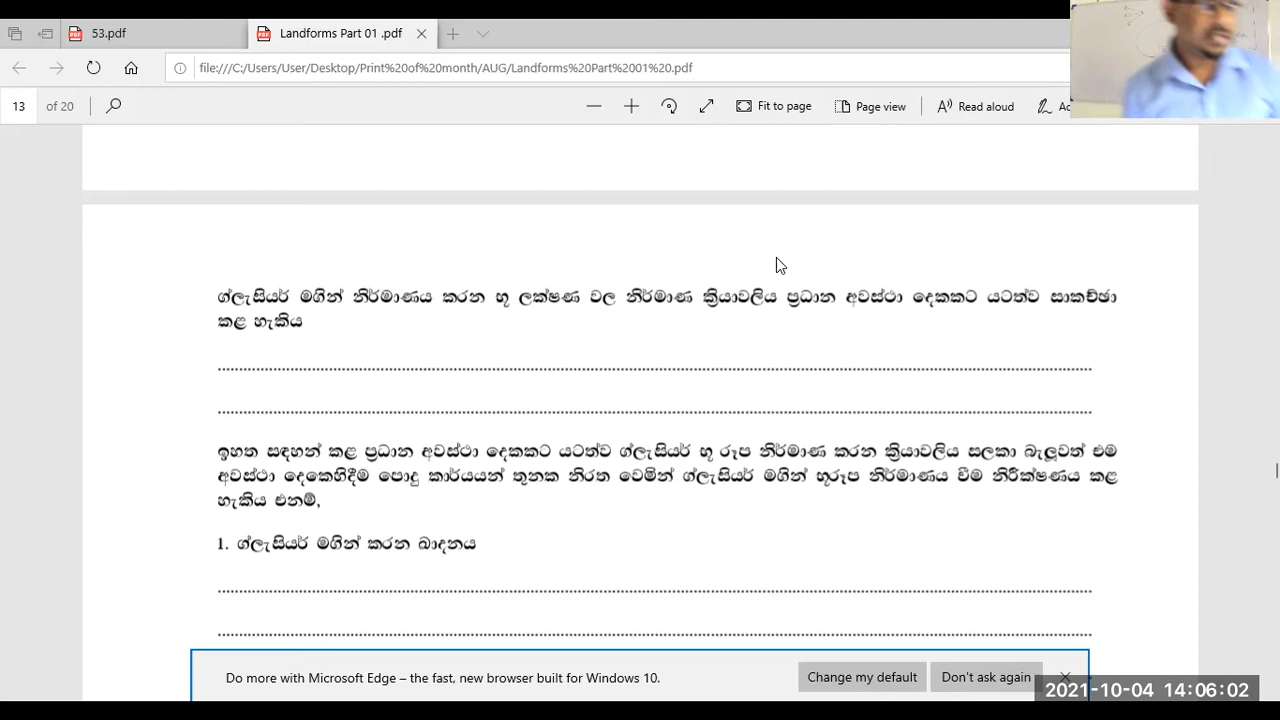 53.pdf
Landforms Part 01 .pdf
file:///C:/Users/User/Desktop/Print%20of%20month/AUG/Landforms%20Part%2001%20.pdf
13 of 20 Fit to page Page view Read aloud
ග්ලැසියර් මගින් නිර්මාණය කරන භූ ලක්ෂණ වල නිර්මාණ ක්‍රියාවලිය ප්‍රධාන අවස්ථා දෙකකට යටත්ව සාකච්ඡා
කළ හැකිය
ඉහත සඳහන් කළ ප්‍රධාන අවස්ථා දෙකකට යටත්ව ග්ලැසියර් භූ රූප නිර්මාණ කරන ක්‍රියාවලිය සලකා බැලුවත් එම
අවස්ථා දෙකෙහිදීම පොදු කාර්යයන් තුනක නිරත වෙමින් ග්ලැසියර් මගින් භූරූප නිර්මාණය වීම නිරීක්ෂණය කළ
හැකිය එනම්,
1. ග්ලැසියර් මගින් කරන ඛාදනය
Do more with Microsoft Edge – the fast, new browser built for Windows 10. Change my default Don't ask again
2021-10-04 14:06:02